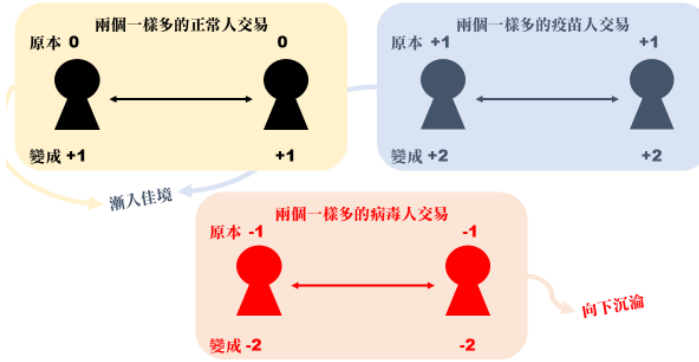 兩個一樣多的正常人交易
原本 0 0
變成 +1 +1
兩個一樣多的疫苗人交易
原本 +1 +1
變成 +2 +2
漸入佳境
兩個一樣多的病毒人交易
原本 -1 -1
變成 -2 -2
向下沉淪